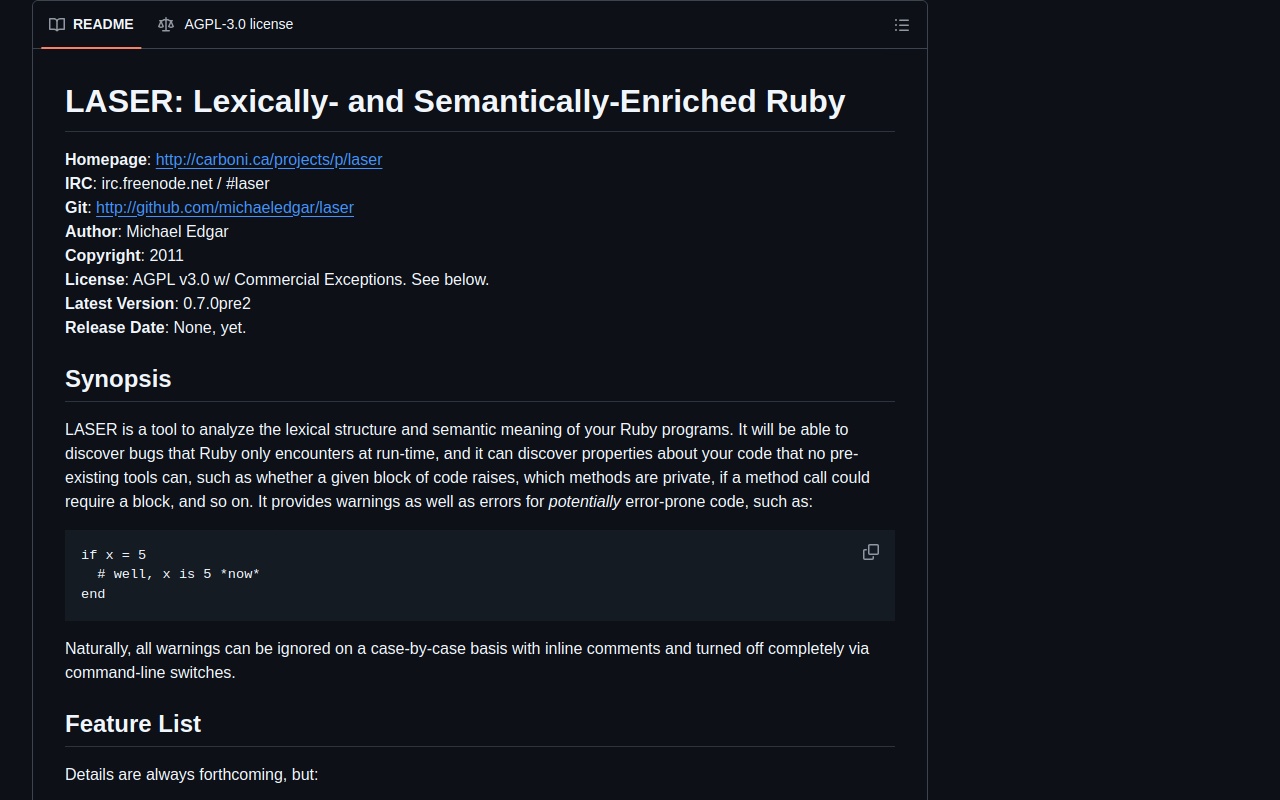 README
AGPL-3.0 license
LASER: Lexically- and Semantically-Enriched Ruby
Homepage: http://carboni.ca/projects/p/laser
IRC: irc.freenode.net / #laser
Git: http://github.com/michaeledgar/laser
Author: Michael Edgar
Copyright: 2011
License: AGPL v3.0 w/ Commercial Exceptions. See below.
Latest Version: 0.7.0pre2
Release Date: None, yet.
Synopsis
LASER is a tool to analyze the lexical structure and semantic meaning of your Ruby programs. It will be able to
discover bugs that Ruby only encounters at run-time, and it can discover properties about your code that no pre-
existing tools can, such as whether a given block of code raises, which methods are private, if a method call could
require a block, and so on. It provides warnings as well as errors for potentially error-prone code, such as:
if x = 5
  # well, x is 5 *now*
end
Naturally, all warnings can be ignored on a case-by-case basis with inline comments and turned off completely via
command-line switches.
Feature List
Details are always forthcoming, but: